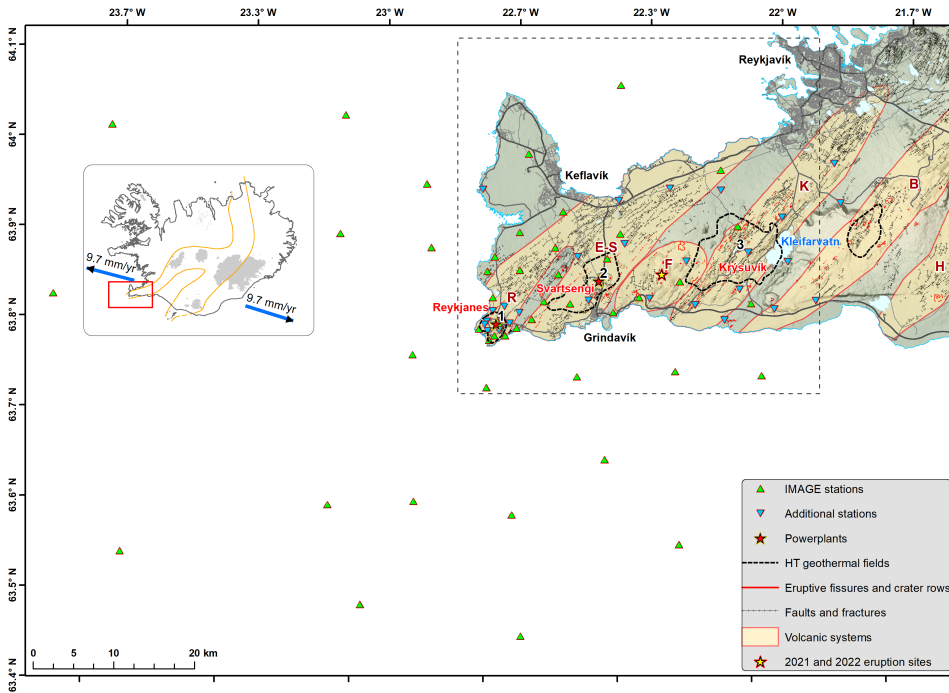 23.7° W 23.3° W 23° W 22.7° W 22.3° W 22° W 21.7° W
64.1° N
64° N
63.9° N
63.8° N
63.7° N
63.6° N
63.5° N
63.4° N
Reykjavík
Keflavík
K
B
E-S
3
Kleifarvatn
F
2
Krýsuvík
H
Svartsengi
R
Reykjanes
1
Grindavík
9.7 mm/yr
9.7 mm/yr
IMAGE stations
Additional stations
Powerplants
HT geothermal fields
Eruptive fissures and crater rows
Faults and fractures
Volcanic systems
2021 and 2022 eruption sites
0 5 10 20 km